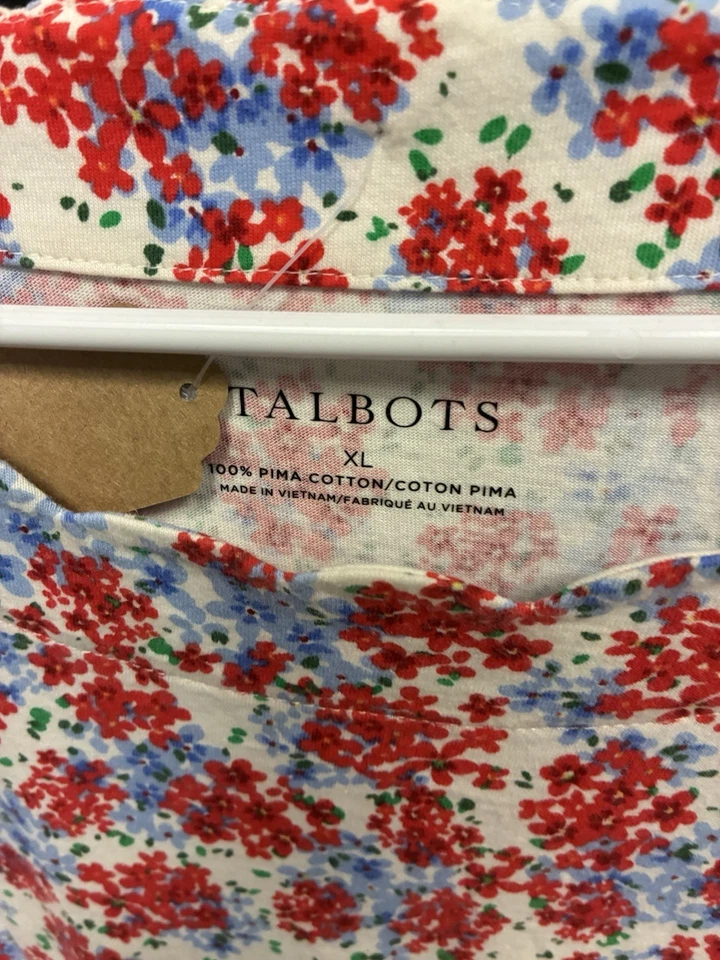 TALBOTS
XL
100% PIMA COTTON/COTON PIMA
MADE IN VIETNAM/FABRIQUÉ AU VIETNAM